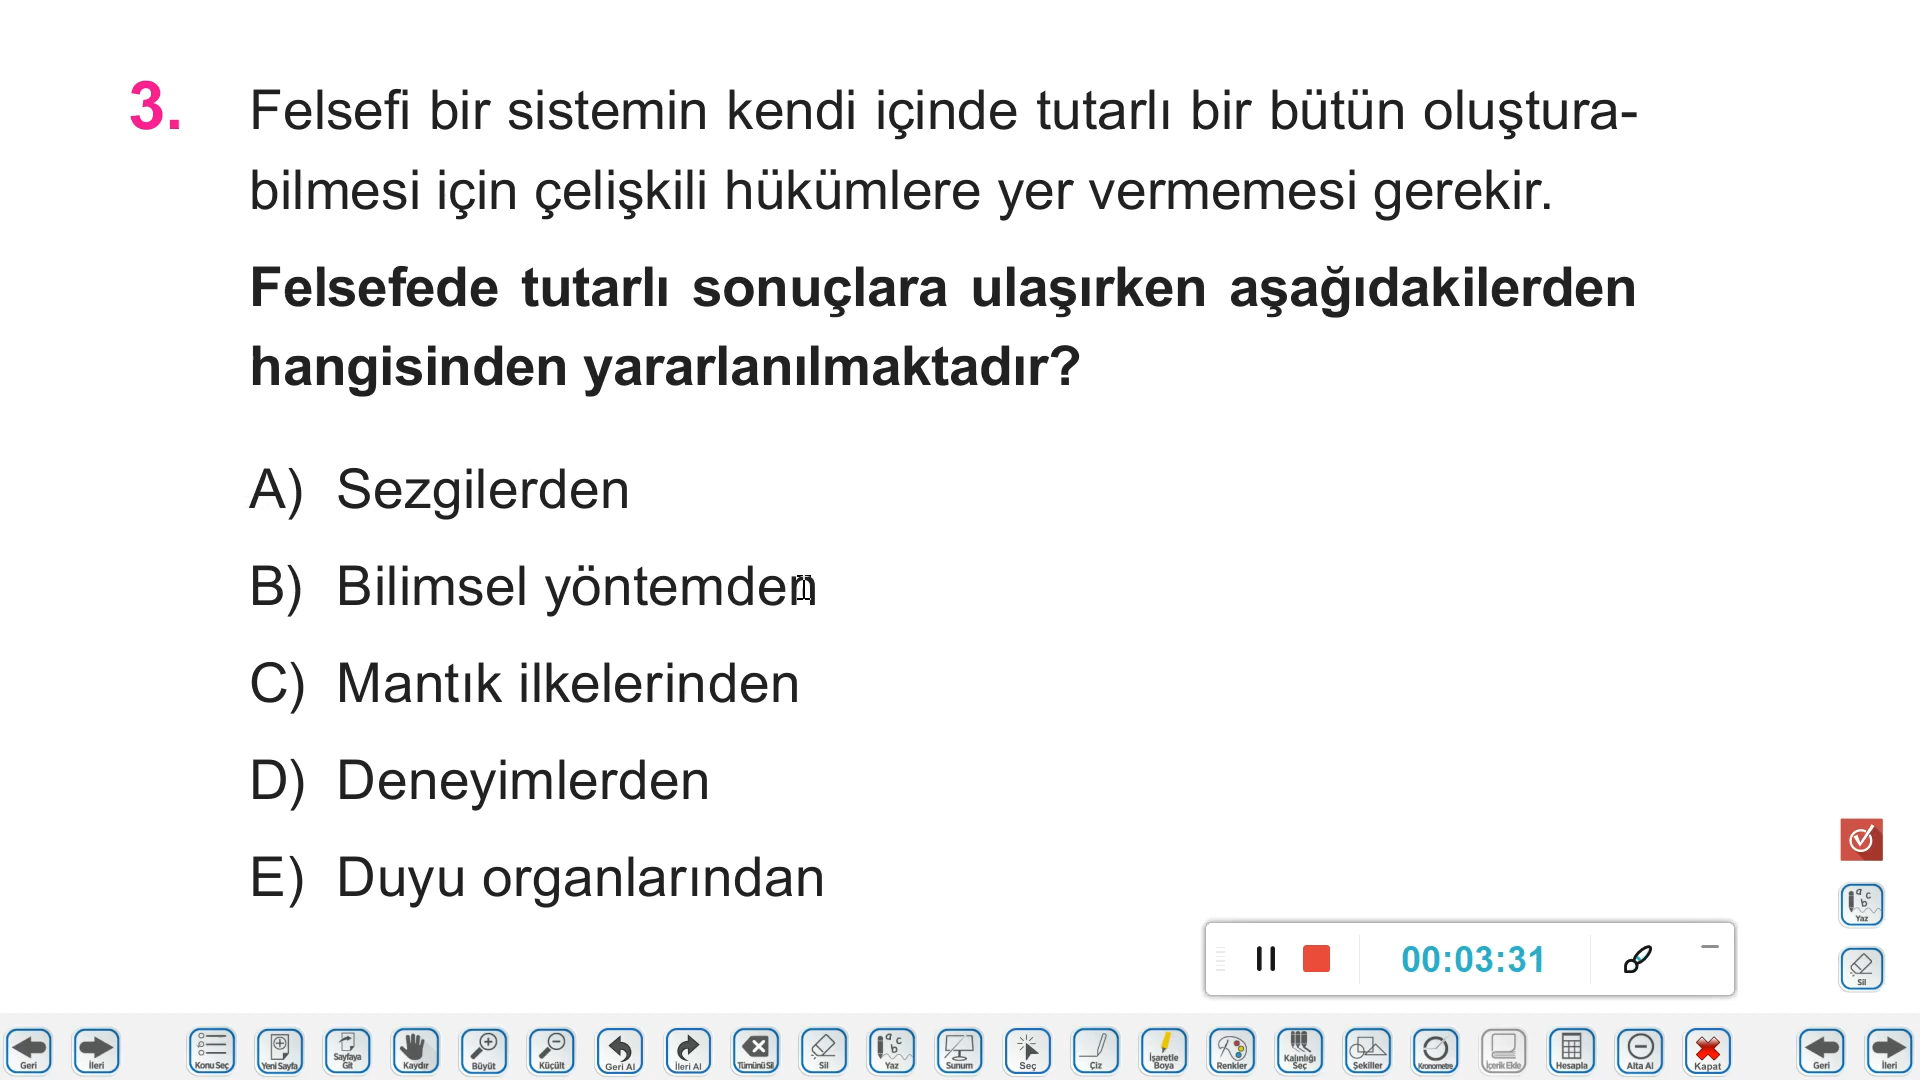 3. Felsefi bir sistemin kendi içinde tutarlı bir bütün oluştura-
bilmesi için çelişkili hükümlere yer vermemesi gerekir.
Felsefede tutarlı sonuçlara ulaşırken aşağıdakilerden
hangisinden yararlanılmaktadır?
A) Sezgilerden
B) Bilimsel yöntemden
C) Mantık ilkelerinden
D) Deneyimlerden
E) Duyu organlarından
00:03:31
Yaz
Sil
Geri İleri Konu Seç Yeni Sayfa Sayfaya Git Kaydır Büyüt Küçült Geri Al İleri Al Tümünü Sil Sil Yaz Sunum Seç Çiz İşaretle Boya Renkler Kalınlığı Seç Şekiller Kronometre İçerik Ekle Hesapla Alta Al Kapat Geri İleri